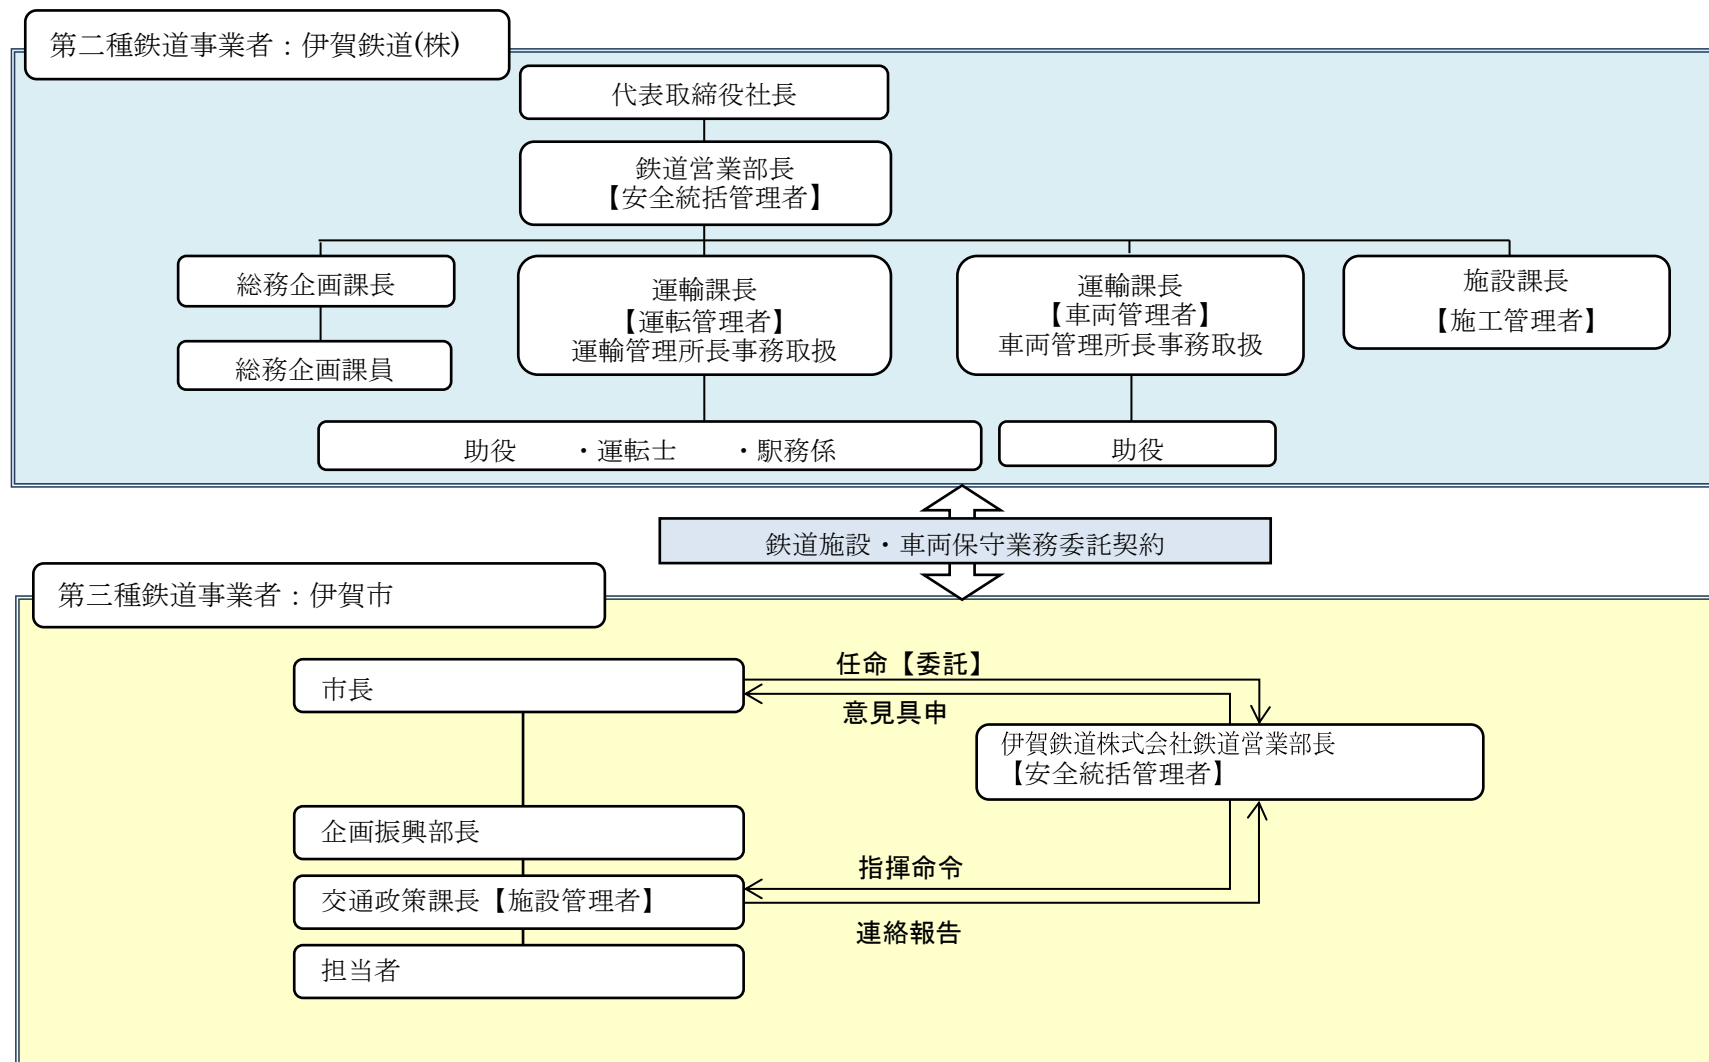 第二種鉄道事業者：伊賀鉄道(株)
代表取締役社長
鉄道営業部長
【安全統括管理者】
総務企画課長
総務企画課員
運輸課長
【運転管理者】
運輸管理所長事務取扱
運輸課長
【車両管理者】
車両管理所長事務取扱
施設課長
【施工管理者】
助役　・運転士　・駅務係
助役
鉄道施設・車両保守業務委託契約
第三種鉄道事業者：伊賀市
市長
任命【委託】
意見具申
伊賀鉄道株式会社鉄道営業部長
【安全統括管理者】
企画振興部長
指揮命令
交通政策課長【施設管理者】
連絡報告
担当者